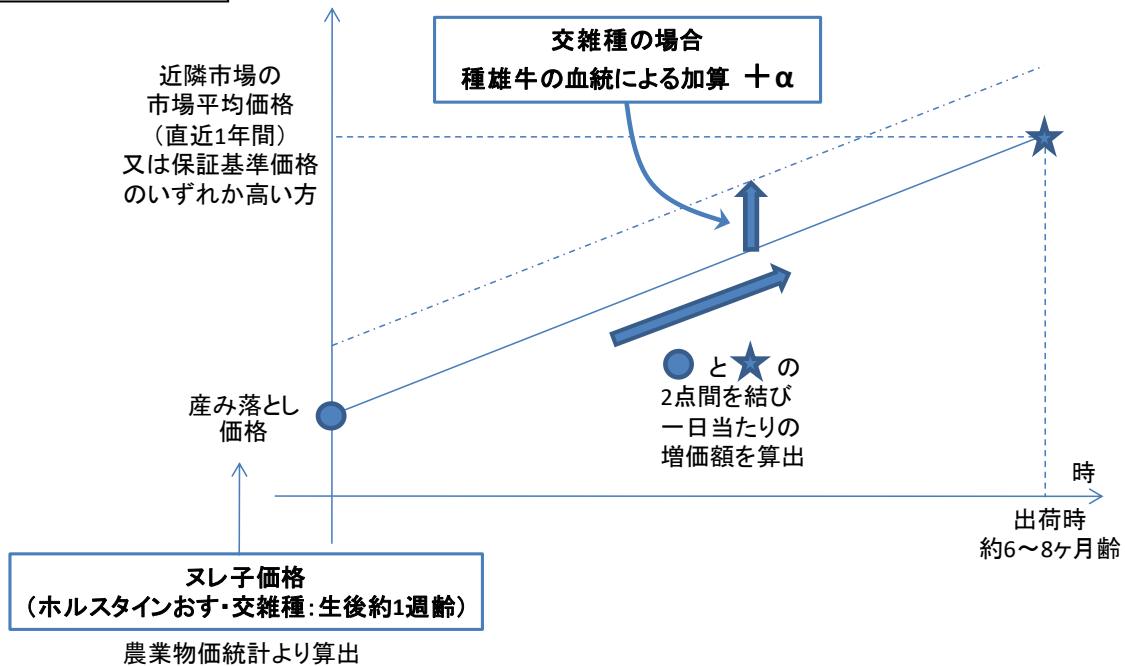 交雑種の場合
種雄牛の血統による加算 ＋α
近隣市場の
市場平均価格
（直近1年間）
又は保証基準価格
のいずれか高い方
と の
2点間を結び
一日当たりの
増価額を算出
産み落とし
価格
時
出荷時
約6～8ヶ月齢
ヌレ子価格
（ホルスタインおす・交雑種：生後約1週齢）
農業物価統計より算出